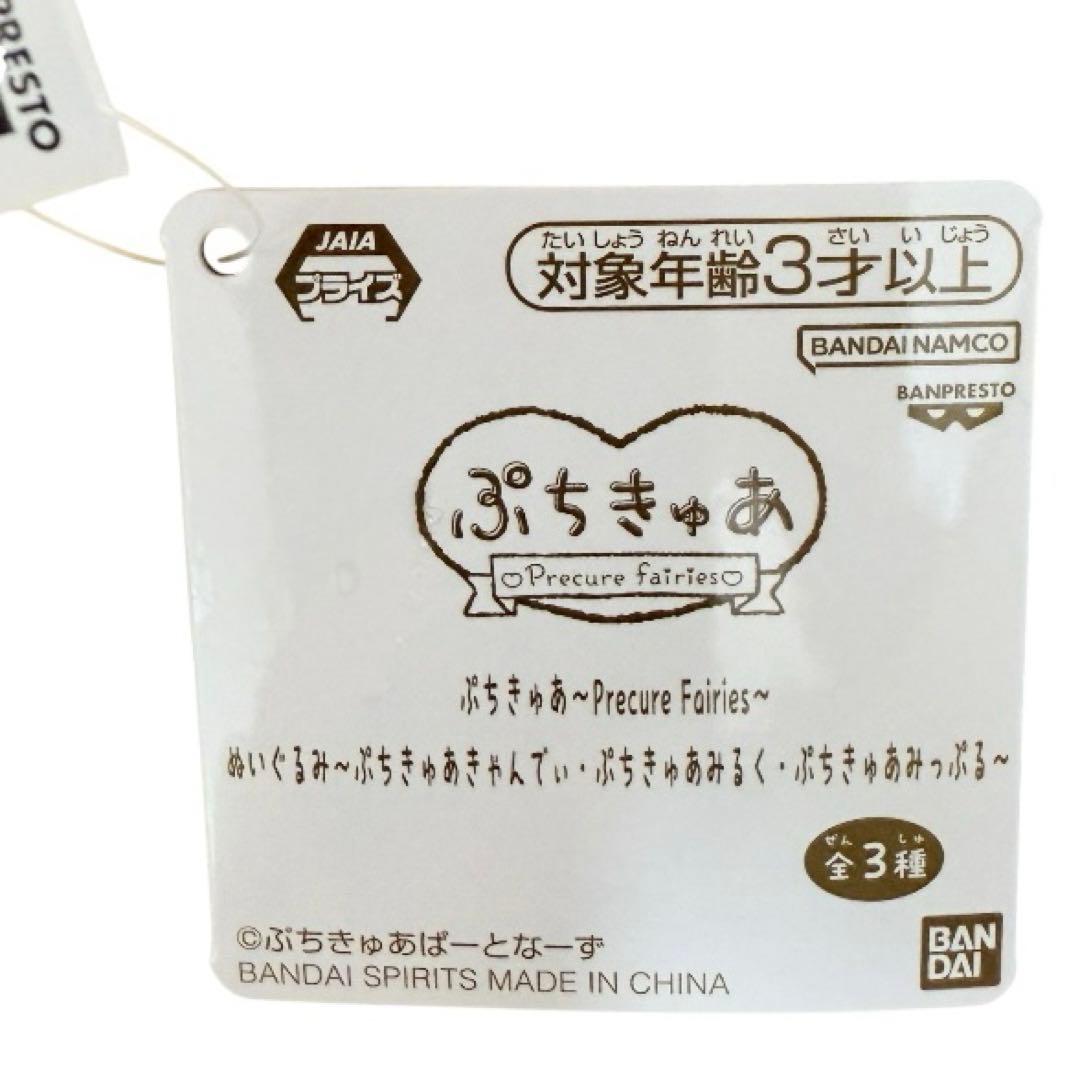 PRESTO
JAIA
プライズ
たいしょう ねん れい さい い じょう
対象年齢3才以上
BANDAI NAMCO
BANPRESTO
ぷちきゅあ
♡Precure fairies♡
ぷちきゅあ~Precure Fairies~
ぬいぐるみ~ぷちきゅあきゃんでぃ・ぷちきゅあみるく・ぷちきゅあみっぷる~
ぜん しゅ
全3種
©ぷちきゅあぱーとなーず
BANDAI SPIRITS MADE IN CHINA
BAN
DAI